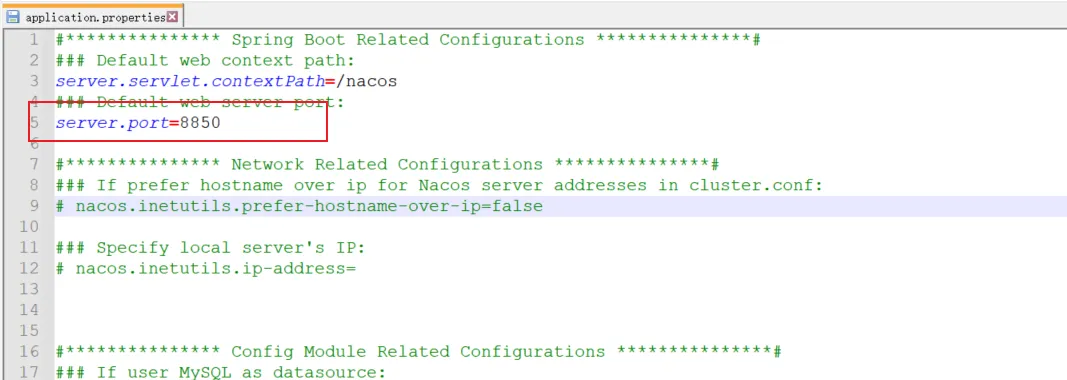 application.properties
1 #*************** Spring Boot Related Configurations ***************#
2 ### Default web context path:
3 server.servlet.contextPath=/nacos
4 ### Default web server port:
5 server.port=8850
6
7 #*************** Network Related Configurations ***************#
8 ### If prefer hostname over ip for Nacos server addresses in cluster.conf:
9 # nacos.inetutils.prefer-hostname-over-ip=false
10
11 ### Specify local server's IP:
12 # nacos.inetutils.ip-address=
13
14
15
16 #*************** Config Module Related Configurations ***************#
17 ### If user MySQL as datasource: